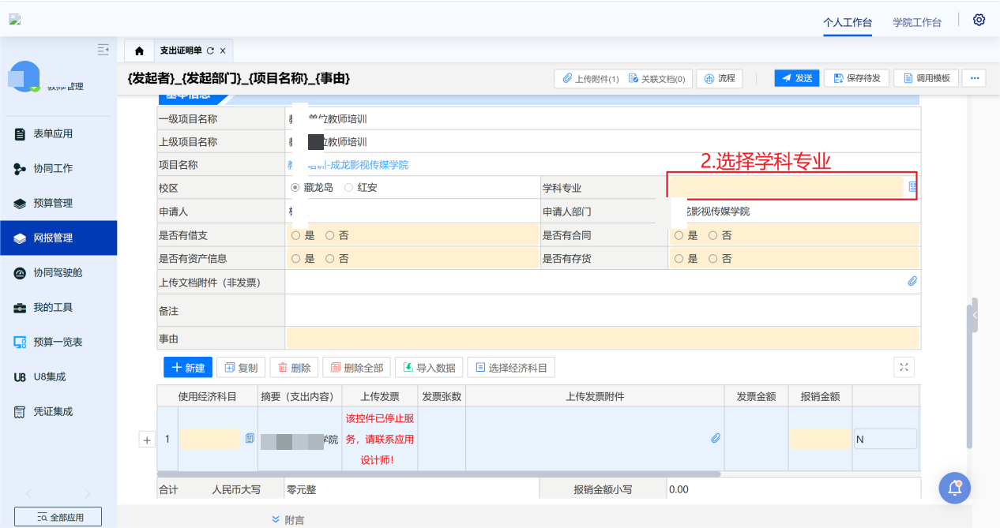 个人工作台 学院工作台
支出证明单
教师管理
{发起者}_{发起部门}_{项目名称}_{事由}
上传附件(1) 关联文档(0) 流程 发送 保存待发 调用模板
基本信息
表单应用
协同工作
预算管理
网报管理
协同驾驶舱
我的工具
预算一览表
U8 U8集成
凭证集成
全部应用
一级项目名称 单位教师培训
上级项目名称 位教师培训
2.选择学科专业
项目名称 培训-成龙影视传媒学院
校区 藏龙岛 红安 学科专业
申请人 申请人部门 龙影视传媒学院
是否有借支 是 否 是否有合同 是 否
是否有资产信息 是 否 是否有存货 是 否
上传文档附件（非发票）
备注
事由
新建 复制 删除 删除全部 导入数据 选择经济科目
使用经济科目 摘要（支出内容） 上传发票 发票张数 上传发票附件 发票金额 报销金额
1 学院 该控件已停止服 N
务，请联系应用
设计师！
合计 人民币大写 零元整 报销金额小写 0.00
附言